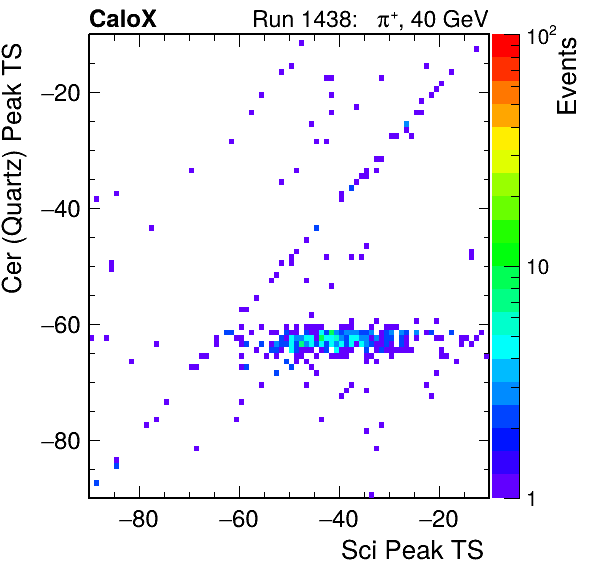 CaloX Run 1438: π⁺, 40 GeV
Cer (Quartz) Peak TS
−20
−40
−60
−80
−80 −60 −40 −20
Sci Peak TS
10²
10
1
Events